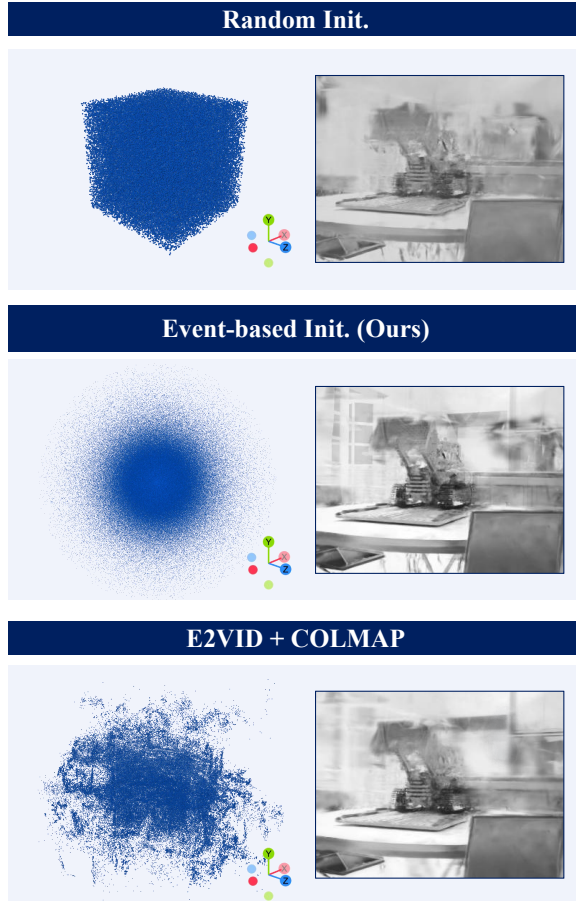 Random Init.
Y
X
Z
Event-based Init. (Ours)
Y
X
Z
E2VID + COLMAP
Y
X
Z